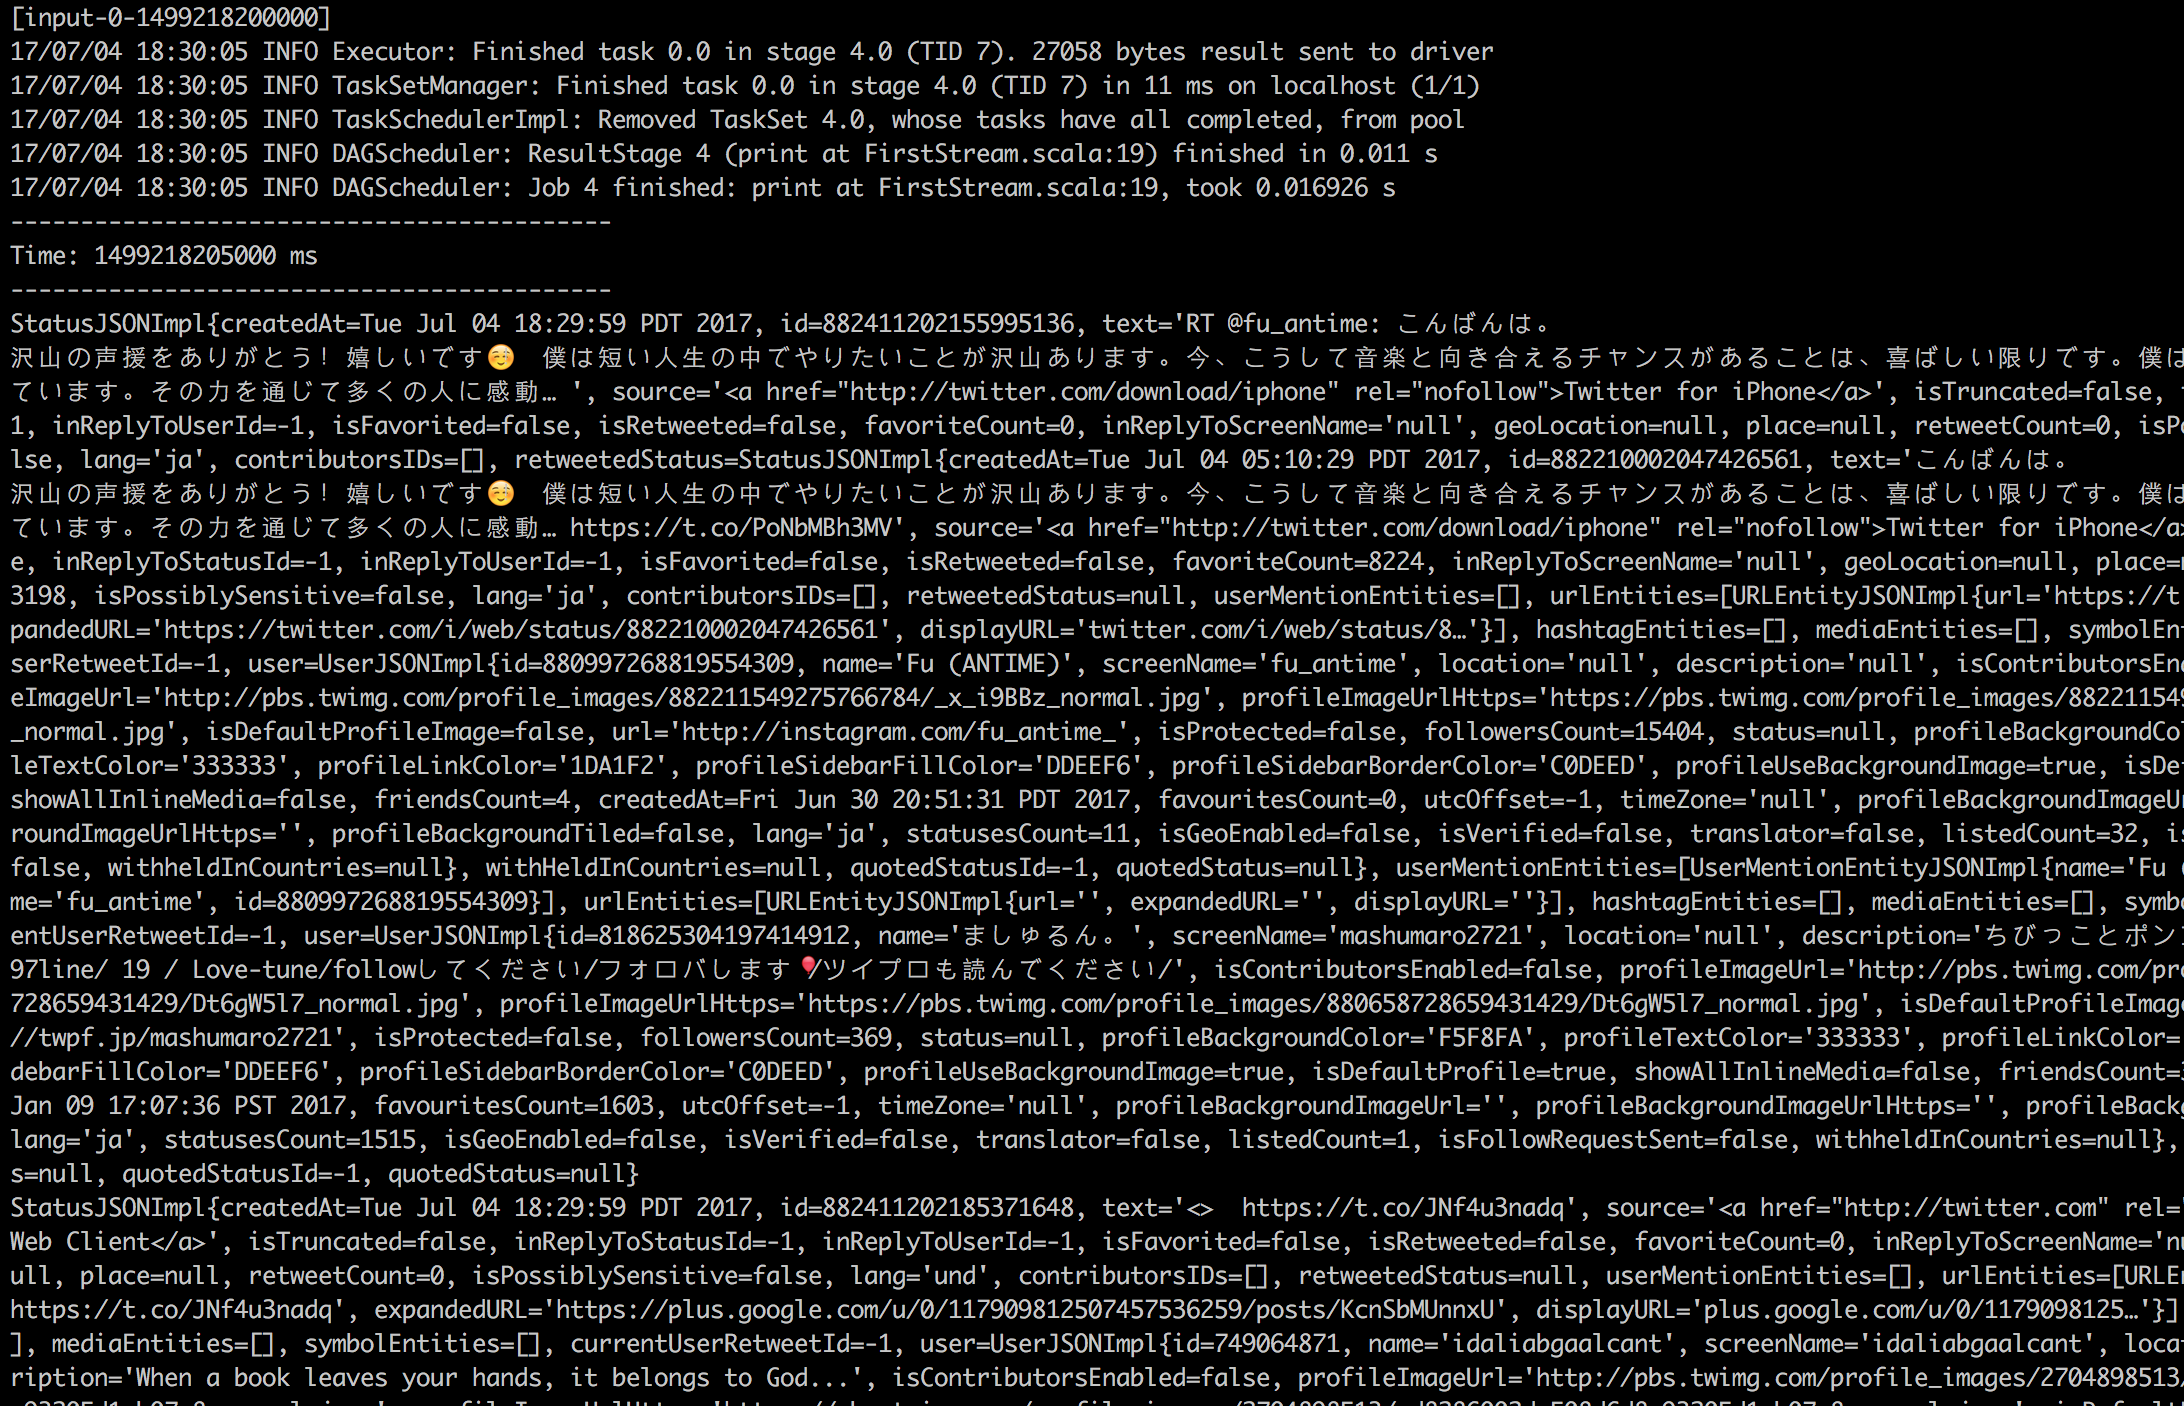 [input-0-1499218200000]
17/07/04 18:30:05 INFO Executor: Finished task 0.0 in stage 4.0 (TID 7). 27058 bytes result sent to driver
17/07/04 18:30:05 INFO TaskSetManager: Finished task 0.0 in stage 4.0 (TID 7) in 11 ms on localhost (1/1)
17/07/04 18:30:05 INFO TaskSchedulerImpl: Removed TaskSet 4.0, whose tasks have all completed, from pool
17/07/04 18:30:05 INFO DAGScheduler: ResultStage 4 (print at FirstStream.scala:19) finished in 0.011 s
17/07/04 18:30:05 INFO DAGScheduler: Job 4 finished: print at FirstStream.scala:19, took 0.016926 s
-------------------------------------------
Time: 1499218205000 ms
-------------------------------------------
StatusJSONImpl{createdAt=Tue Jul 04 18:29:59 PDT 2017, id=882411202155995136, text='RT @fu_antime: こんばんは。
沢山の声援をありがとう！嬉しいです☺️　僕は短い人生の中でやりたいことが沢山あります。今、こうして音楽と向き合えるチャンスがあることは、喜ばしい限りです。僕は
ています。その力を通じて多くの人に感動… ', source='<a href="http://twitter.com/download/iphone" rel="nofollow">Twitter for iPhone</a>', isTruncated=false,
1, inReplyToUserId=-1, isFavorited=false, isRetweeted=false, favoriteCount=0, inReplyToScreenName='null', geoLocation=null, place=null, retweetCount=0, isPo
lse, lang='ja', contributorsIDs=[], retweetedStatus=StatusJSONImpl{createdAt=Tue Jul 04 05:10:29 PDT 2017, id=882210002047426561, text='こんばんは。
沢山の声援をありがとう！嬉しいです☺️　僕は短い人生の中でやりたいことが沢山あります。今、こうして音楽と向き合えるチャンスがあることは、喜ばしい限りです。僕は
ています。その力を通じて多くの人に感動… https://t.co/PoNbMBh3MV', source='<a href="http://twitter.com/download/iphone" rel="nofollow">Twitter for iPhone</a>
e, inReplyToStatusId=-1, inReplyToUserId=-1, isFavorited=false, isRetweeted=false, favoriteCount=8224, inReplyToScreenName='null', geoLocation=null, place=n
3198, isPossiblySensitive=false, lang='ja', contributorsIDs=[], retweetedStatus=null, userMentionEntities=[], urlEntities=[URLEntityJSONImpl{url='https://t.
pandedURL='https://twitter.com/i/web/status/882210002047426561', displayURL='twitter.com/i/web/status/8…'}], hashtagEntities=[], mediaEntities=[], symbolEnt
serRetweetId=-1, user=UserJSONImpl{id=880997268819554309, name='Fu (ANTIME)', screenName='fu_antime', location='null', description='null', isContributorsEna
eImageUrl='http://pbs.twimg.com/profile_images/882211549275766784/_x_i9BBz_normal.jpg', profileImageUrlHttps='https://pbs.twimg.com/profile_images/882211549
_normal.jpg', isDefaultProfileImage=false, url='http://instagram.com/fu_antime_', isProtected=false, followersCount=15404, status=null, profileBackgroundCo
leTextColor='333333', profileLinkColor='1DA1F2', profileSidebarFillColor='DDEEF6', profileSidebarBorderColor='C0DEED', profileUseBackgroundImage=true, isDef
showAllInlineMedia=false, friendsCount=4, createdAt=Fri Jun 30 20:51:31 PDT 2017, favouritesCount=0, utcOffset=-1, timeZone='null', profileBackgroundImageUr
roundImageUrlHttps='', profileBackgroundTiled=false, lang='ja', statusesCount=11, isGeoEnabled=false, isVerified=false, translator=false, listedCount=32, is
false, withheldInCountries=null}, withHeldInCountries=null, quotedStatusId=-1, quotedStatus=null}, userMentionEntities=[UserMentionEntityJSONImpl{name='Fu (
me='fu_antime', id=880997268819554309}], urlEntities=[URLEntityJSONImpl{url='', expandedURL='', displayURL=''}], hashtagEntities=[], mediaEntities=[], symbo
entUserRetweetId=-1, user=UserJSONImpl{id=818625304197414912, name='ましゅるん。', screenName='mashumaro2721', location='null', description='ちびっことポン
97line/ 19 / Love-tune/followしてください/フォロバします🎈/ツイプロも読んでください/', isContributorsEnabled=false, profileImageUrl='http://pbs.twimg.com/pro
728659431429/Dt6gW5l7_normal.jpg', profileImageUrlHttps='https://pbs.twimg.com/profile_images/880658728659431429/Dt6gW5l7_normal.jpg', isDefaultProfileImage
//twpf.jp/mashumaro2721', isProtected=false, followersCount=369, status=null, profileBackgroundColor='F5F8FA', profileTextColor='333333', profileLinkColor=
debarFillColor='DDEEF6', profileSidebarBorderColor='C0DEED', profileUseBackgroundImage=true, isDefaultProfile=true, showAllInlineMedia=false, friendsCount=
Jan 09 17:07:36 PST 2017, favouritesCount=1603, utcOffset=-1, timeZone='null', profileBackgroundImageUrl='', profileBackgroundImageUrlHttps='', profileBackg
lang='ja', statusesCount=1515, isGeoEnabled=false, isVerified=false, translator=false, listedCount=1, isFollowRequestSent=false, withheldInCountries=null},
s=null, quotedStatusId=-1, quotedStatus=null}
StatusJSONImpl{createdAt=Tue Jul 04 18:29:59 PDT 2017, id=882411202185371648, text='<>  https://t.co/JNf4u3nadq', source='<a href="http://twitter.com" rel="
Web Client</a>', isTruncated=false, inReplyToStatusId=-1, inReplyToUserId=-1, isFavorited=false, isRetweeted=false, favoriteCount=0, inReplyToScreenName='nu
ull, place=null, retweetCount=0, isPossiblySensitive=false, lang='und', contributorsIDs=[], retweetedStatus=null, userMentionEntities=[], urlEntities=[URLEn
https://t.co/JNf4u3nadq', expandedURL='https://plus.google.com/u/0/117909812507457536259/posts/KcnSbMUnnxU', displayURL='plus.google.com/u/0/1179098125…'}]
], mediaEntities=[], symbolEntities=[], currentUserRetweetId=-1, user=UserJSONImpl{id=749064871, name='idaliabgaalcant', screenName='idaliabgaalcant', loca
ription='When a book leaves your hands, it belongs to God...', isContributorsEnabled=false, profileImageUrl='http://pbs.twimg.com/profile_images/2704898513/